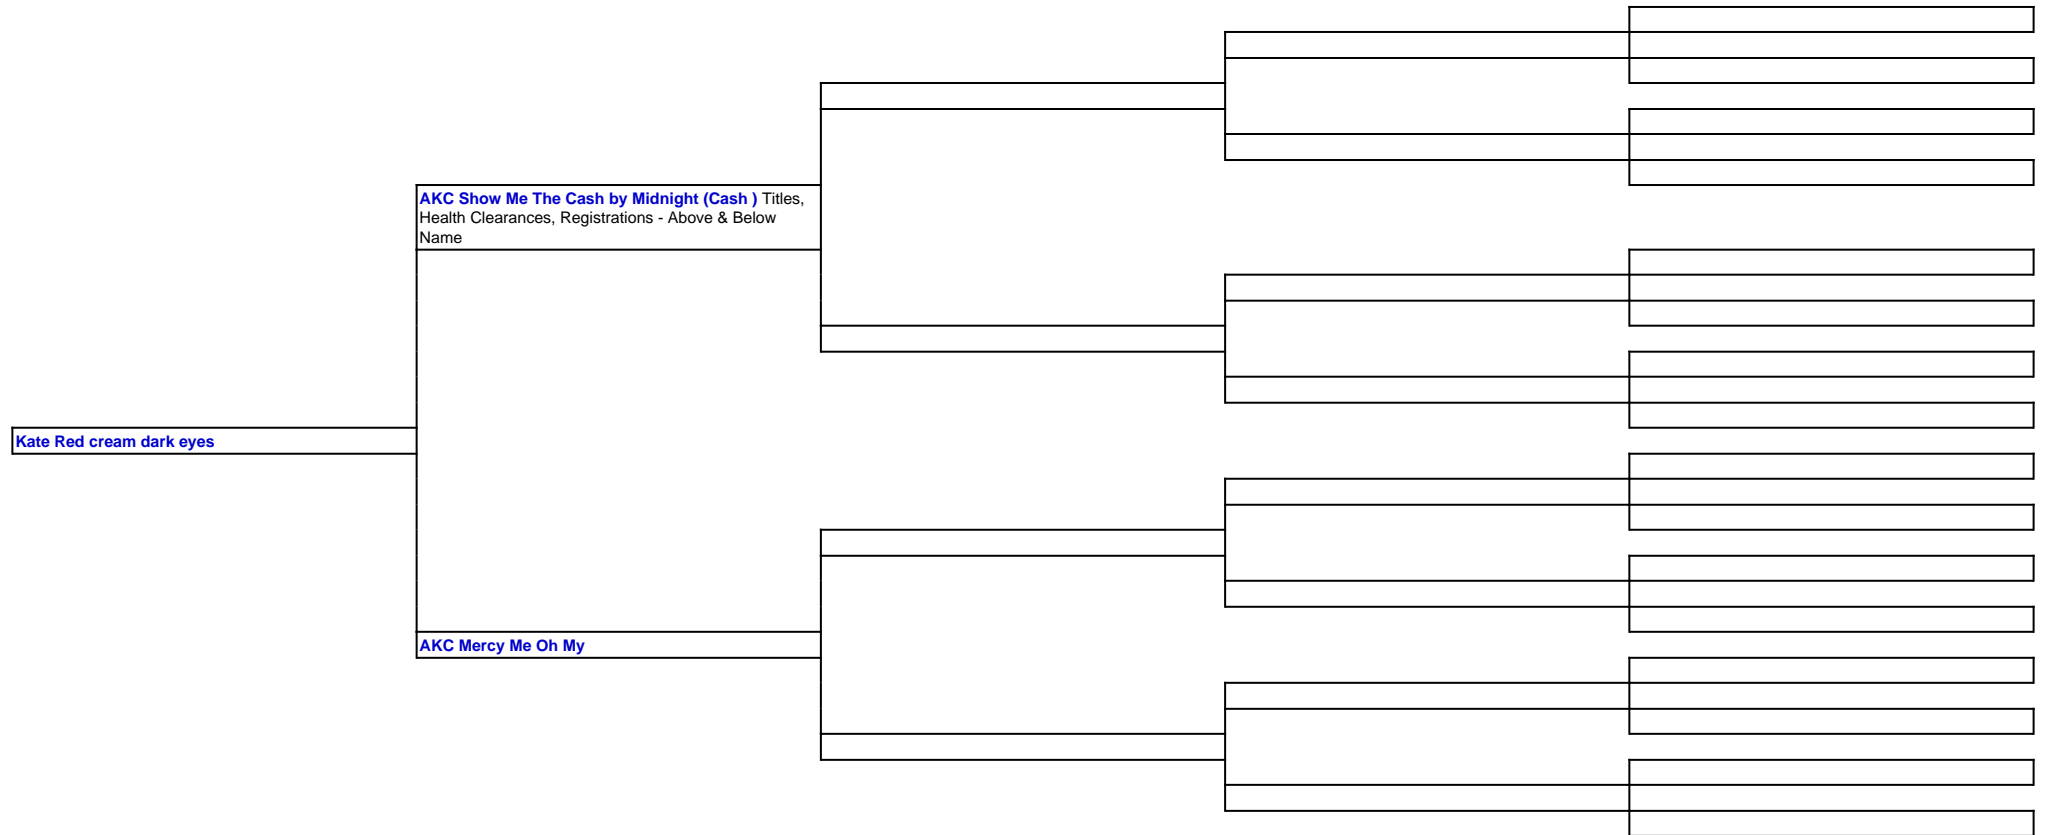 AKC Show Me The Cash by Midnight (Cash ) Titles,
Health Clearances, Registrations - Above & Below
Name
Kate Red cream dark eyes
AKC Mercy Me Oh My